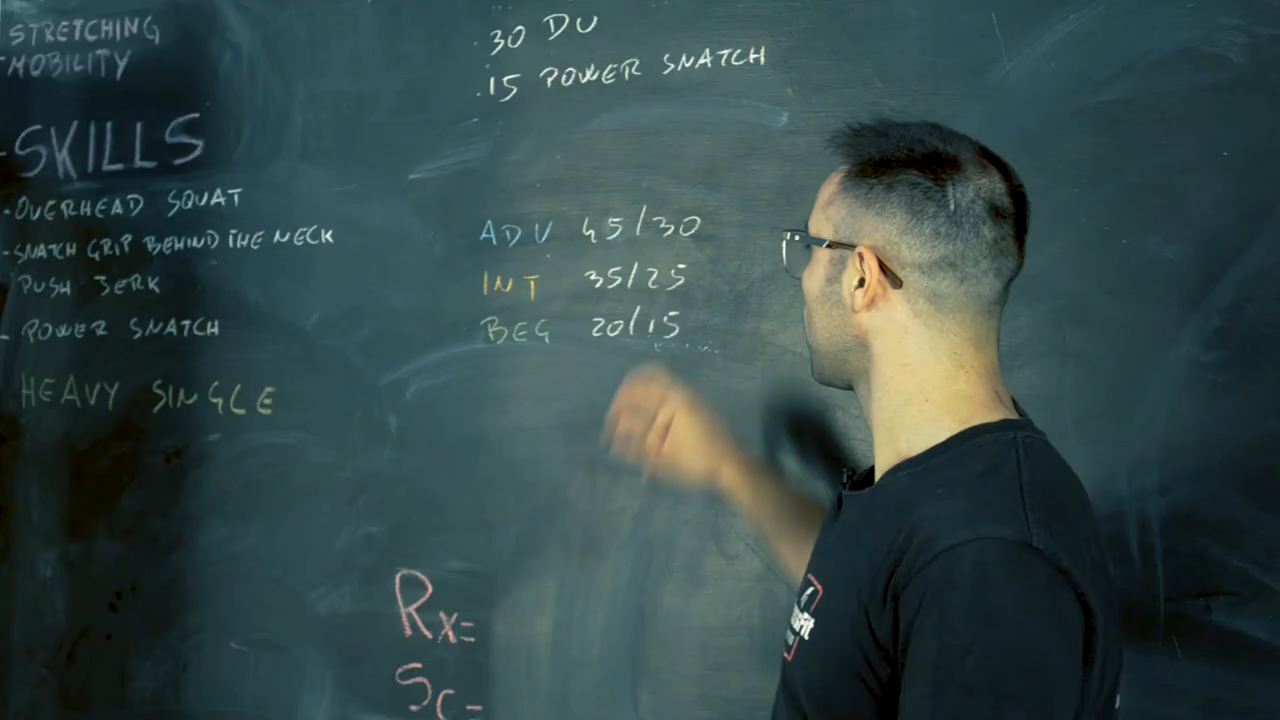 STRETCHING
-MOBILITY
-SKILLS
-OVERHEAD SQUAT
-SNATCH GRIP BEHIND THE NECK
PUSH JERK
- POWER SNATCH
HEAVY SINGLE
.30 DU
.15 POWER SNATCH
ADV 45/30
INT 35/25
BEG 20/15
Rx=
Sc=